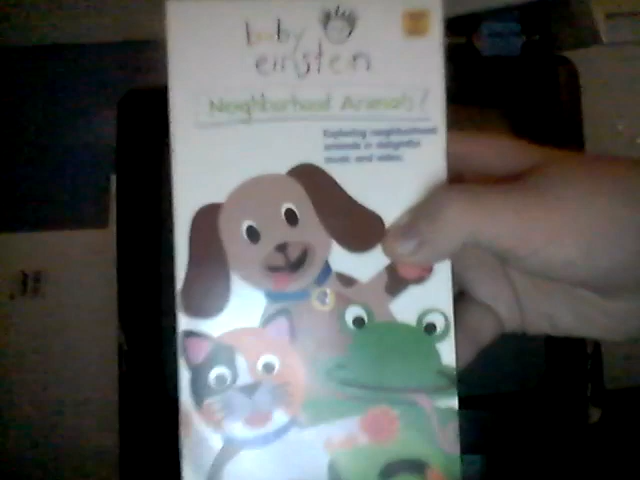 baby
einstein
Neighborhood Animals
Exploring neighborhood
animals in delightful
music and video.